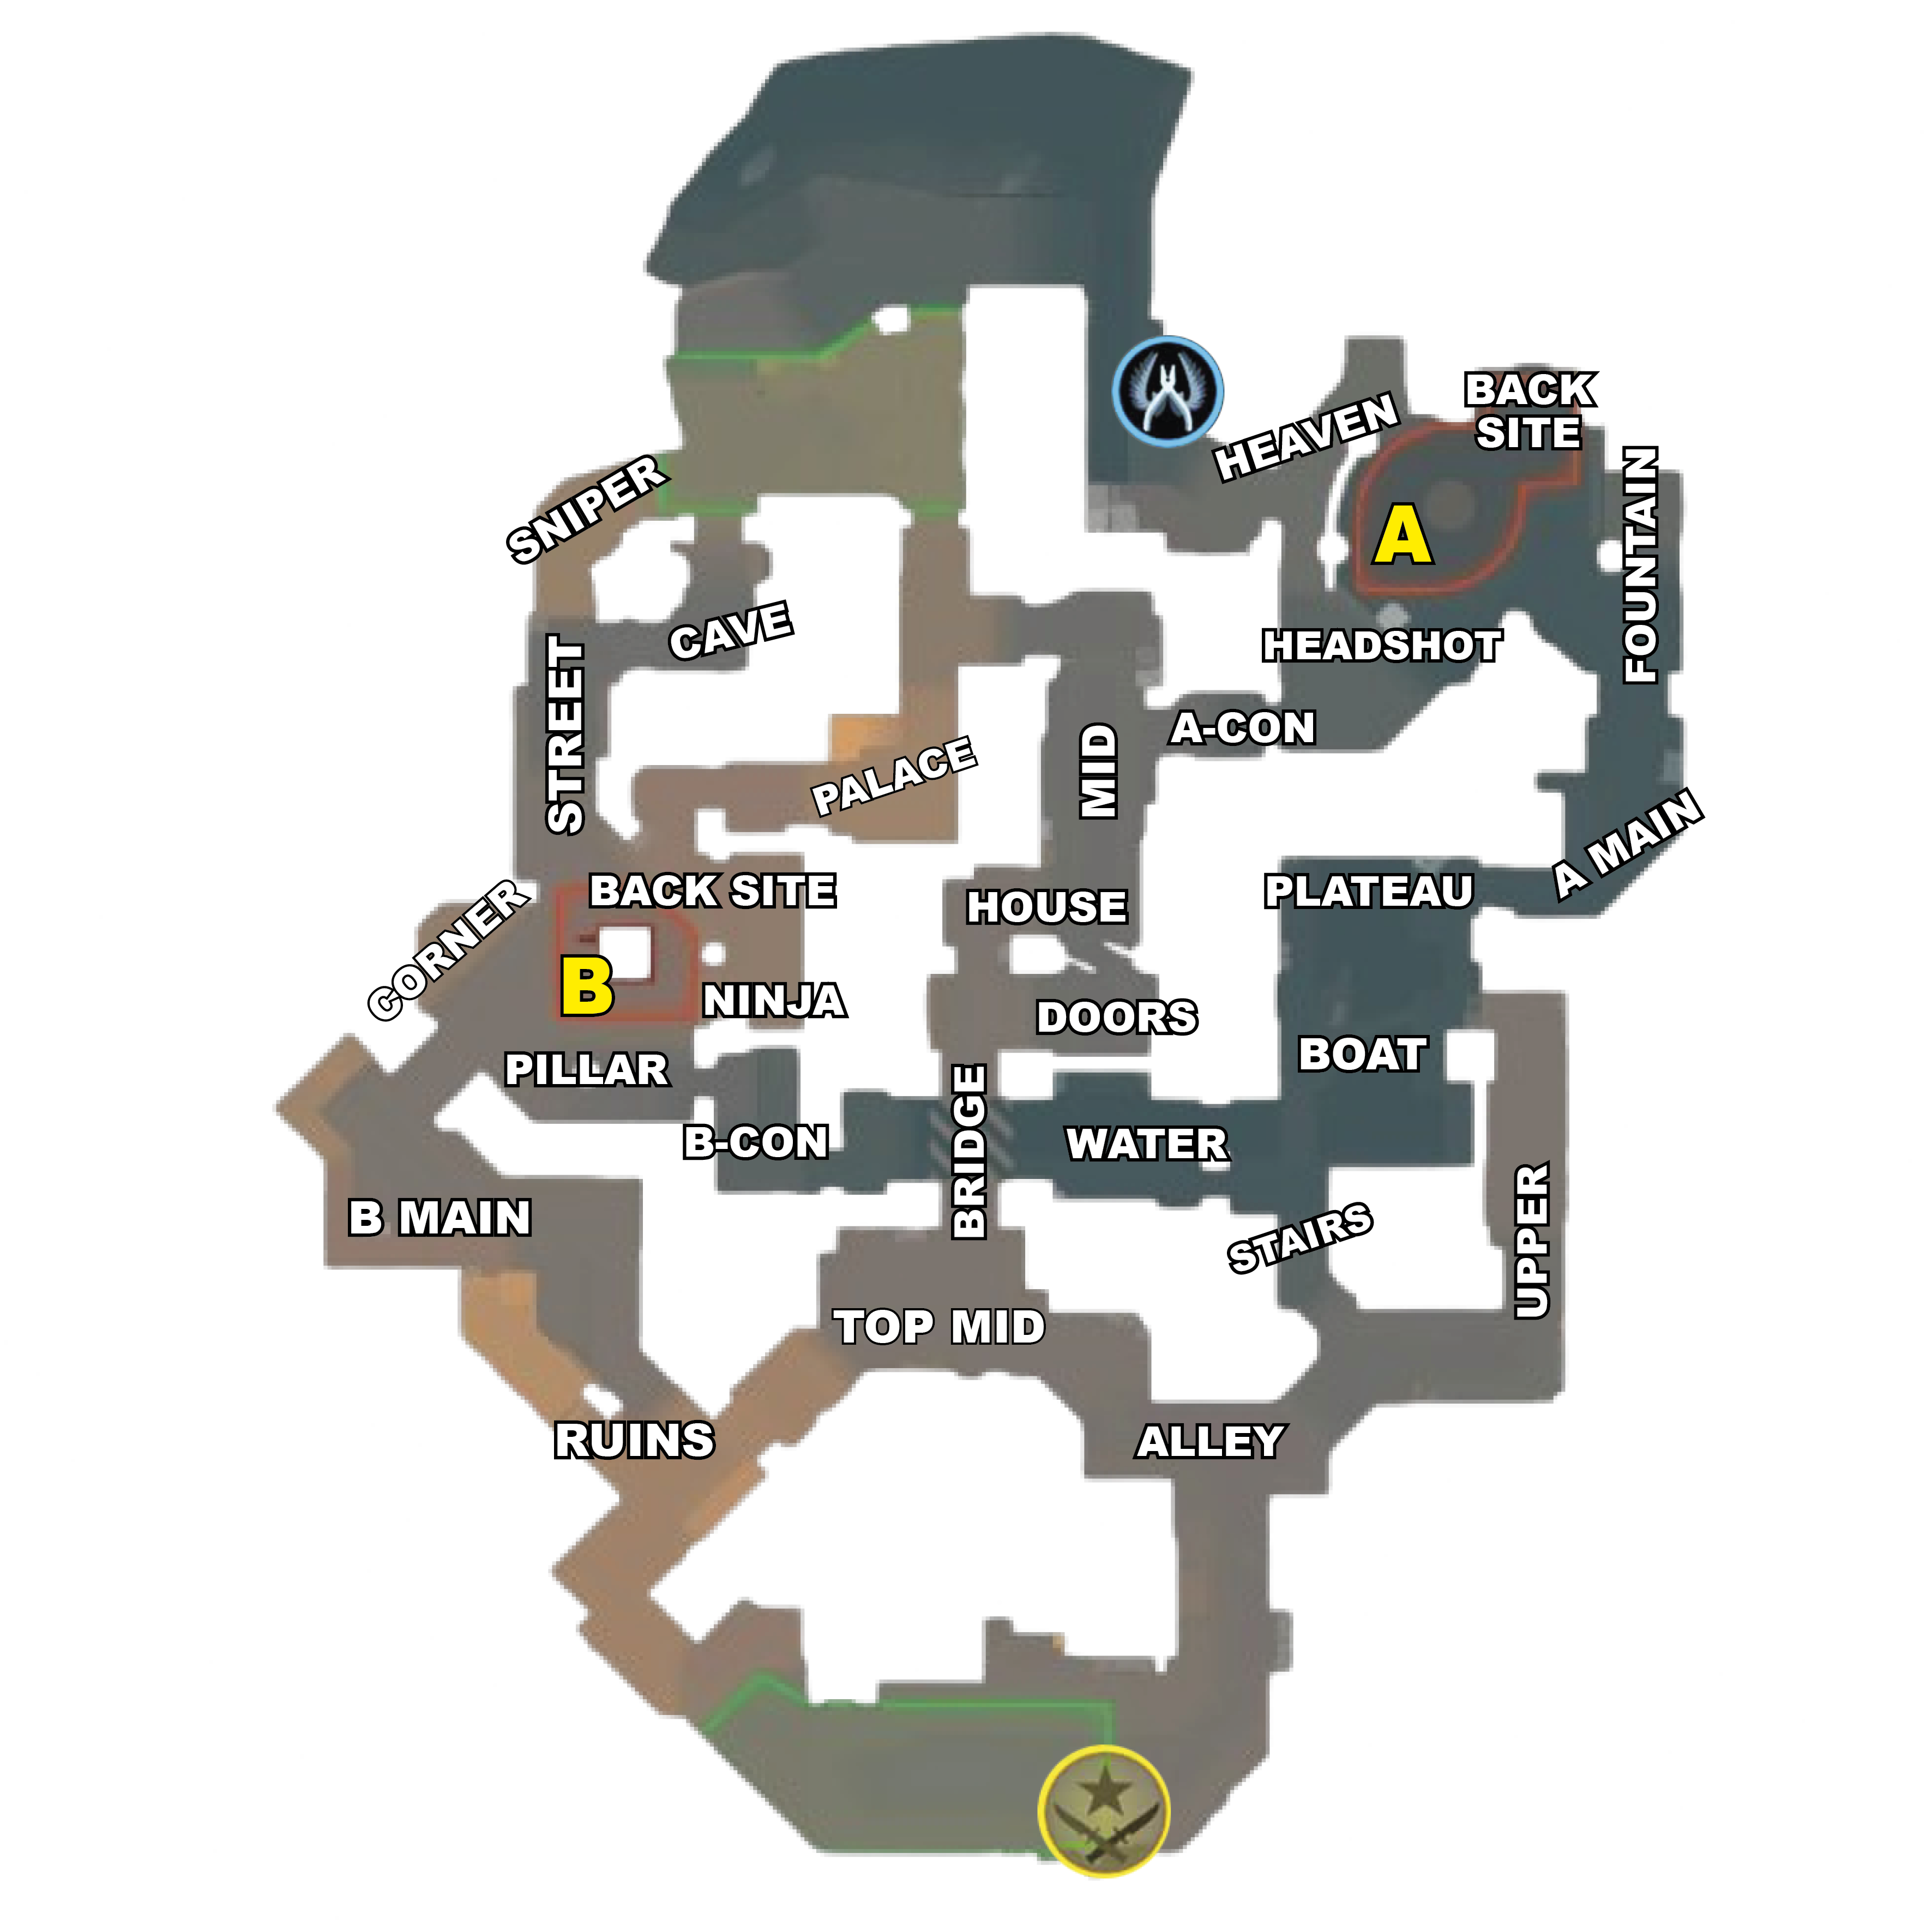 BACK
SITE
HEAVEN
SNIPER
FOUNTAIN
A
CAVE
HEADSHOT
STREET
A-CON
MID
PALACE
A MAIN
BACK SITE
PLATEAU
HOUSE
CORNER
B
NINJA
DOORS
PILLAR
BOAT
B-CON
BRIDGE
WATER
B MAIN
STAIRS
UPPER
TOP MID
RUINS
ALLEY